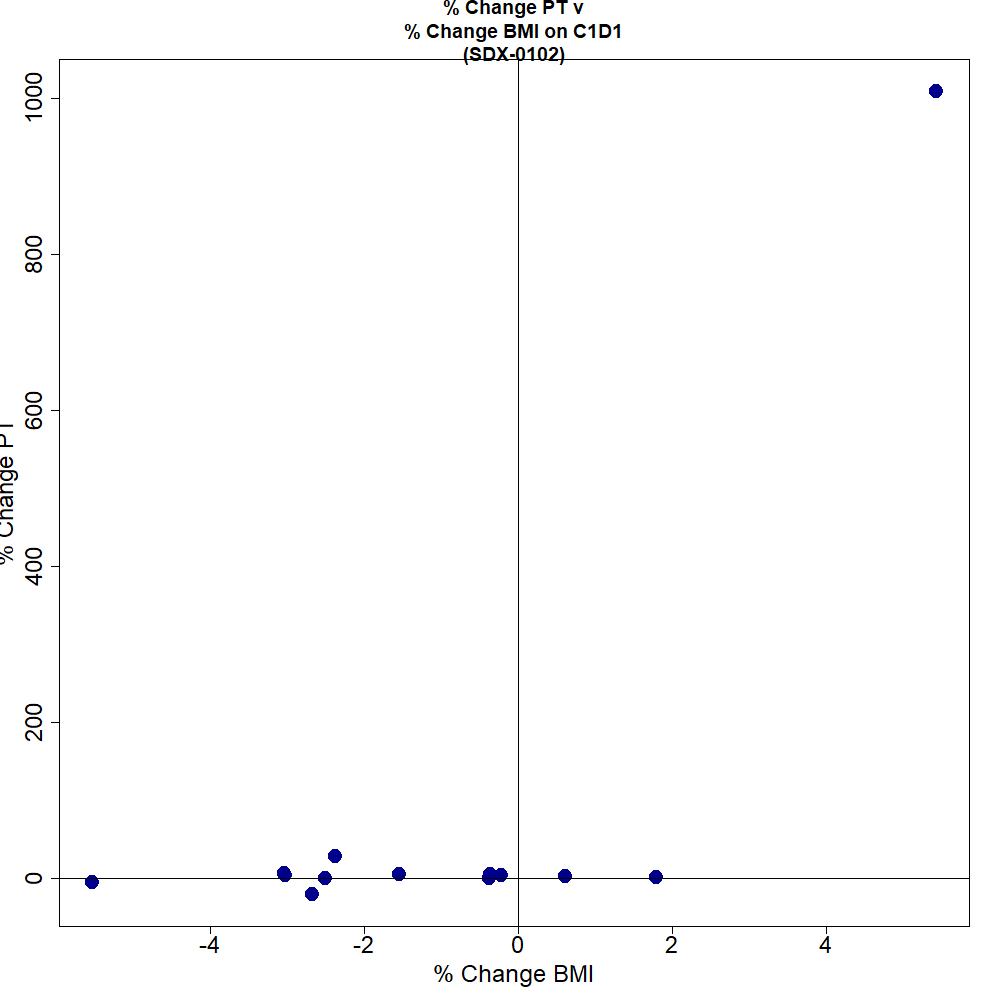 % Change PT v
% Change BMI on C1D1
(SDX-0102)
1000
800
600
400
200
0
% Change PT
-4
-2
0
2
4
% Change BMI